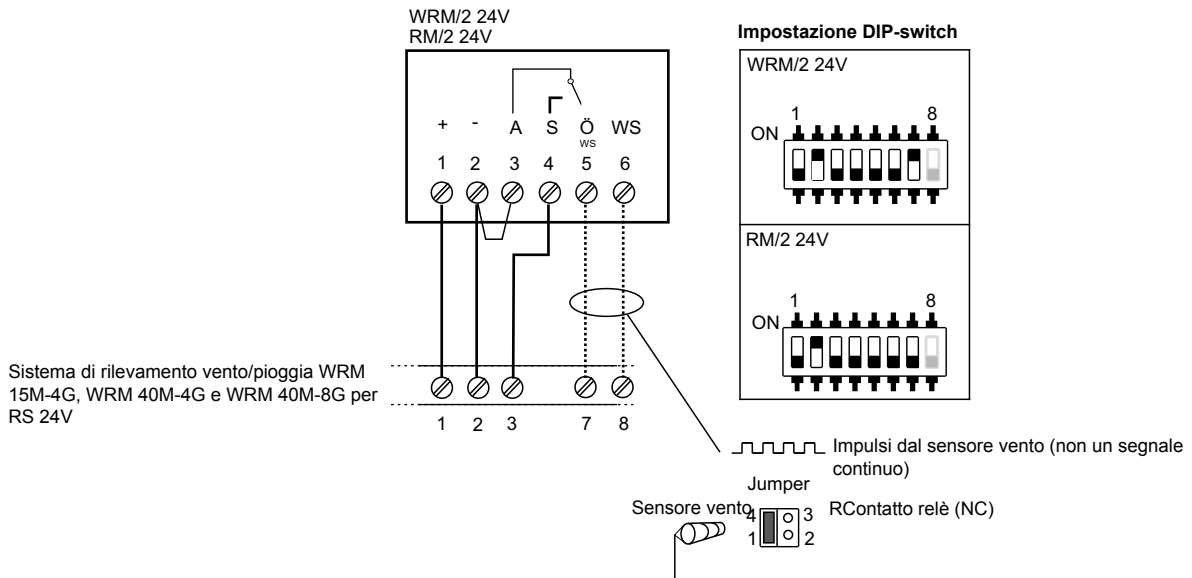 WRM/2 24V
RM/2 24V
+ - A S Ö WS
ws
1 2 3 4 5 6
Sistema di rilevamento vento/pioggia WRM
15M-4G, WRM 40M-4G e WRM 40M-8G per
RS 24V
1 2 3 7 8
Impostazione DIP-switch
WRM/2 24V
1 8
ON
RM/2 24V
1 8
ON
Impulsi dal sensore vento (non un segnale
continuo)
Jumper
Sensore vento
4 3
1 2
RContatto relè (NC)